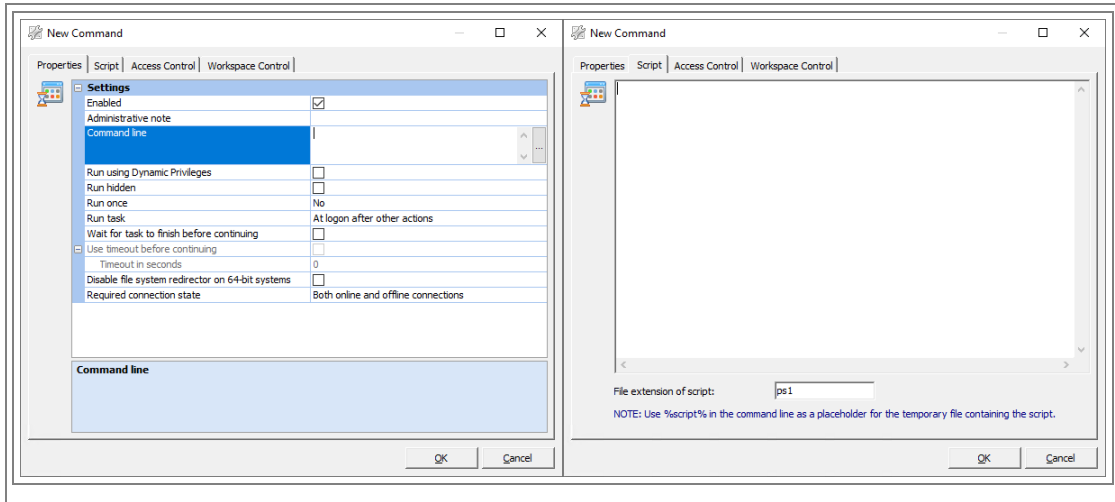 New Command
Properties Script Access Control Workspace Control
Settings
Enabled
Administrative note
Command line
...
Run using Dynamic Privileges
Run hidden
Run once No
Run task At logon after other actions
Wait for task to finish before continuing
Use timeout before continuing
Timeout in seconds 0
Disable file system redirector on 64-bit systems
Required connection state Both online and offline connections
Command line
OK Cancel
New Command
Properties Script Access Control Workspace Control
File extension of script: ps1
NOTE: Use %script% in the command line as a placeholder for the temporary file containing the script.
OK Cancel